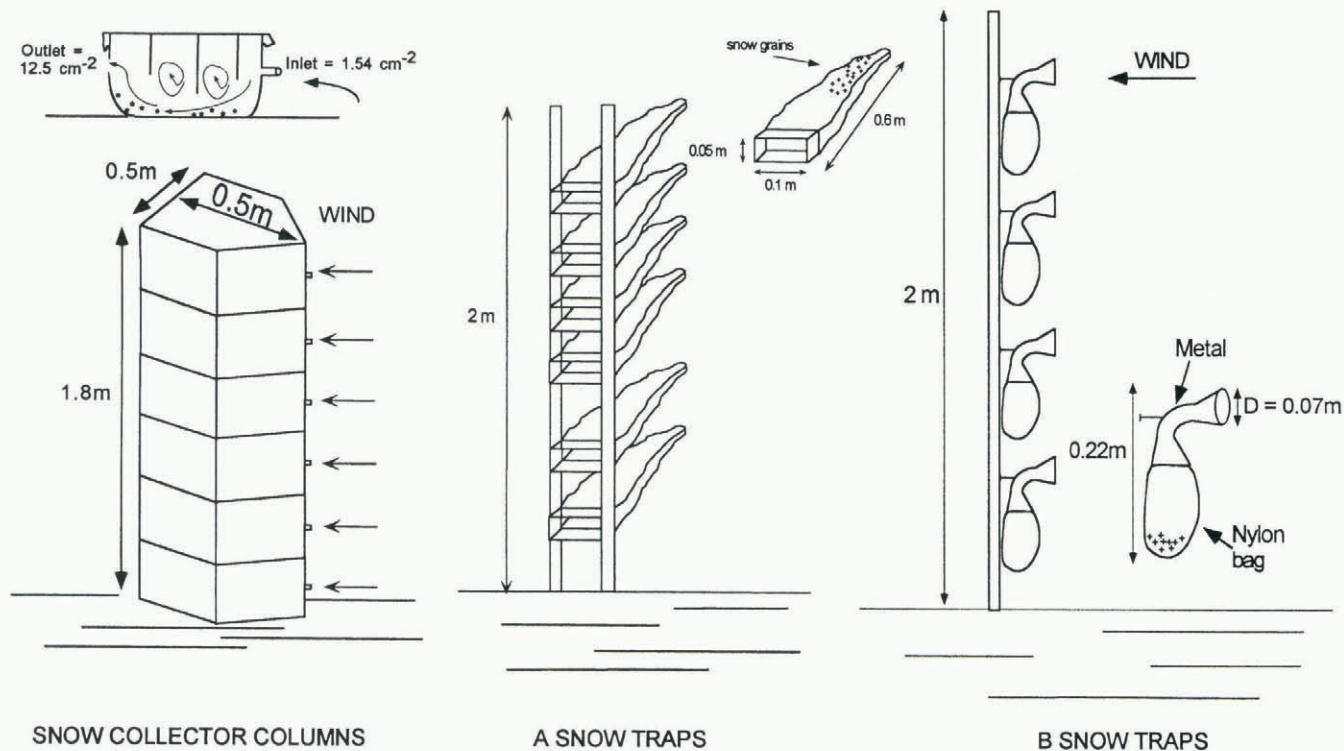 Outlet =
12.5 cm-2
Inlet = 1.54 cm-2
0.5m
0.5m
WIND
1.8m
SNOW COLLECTOR COLUMNS
snow grains
0.6 m
0.05 m
0.1 m
2 m
A SNOW TRAPS
WIND
2 m
Metal
D = 0.07m
0.22m
Nylon
bag
B SNOW TRAPS